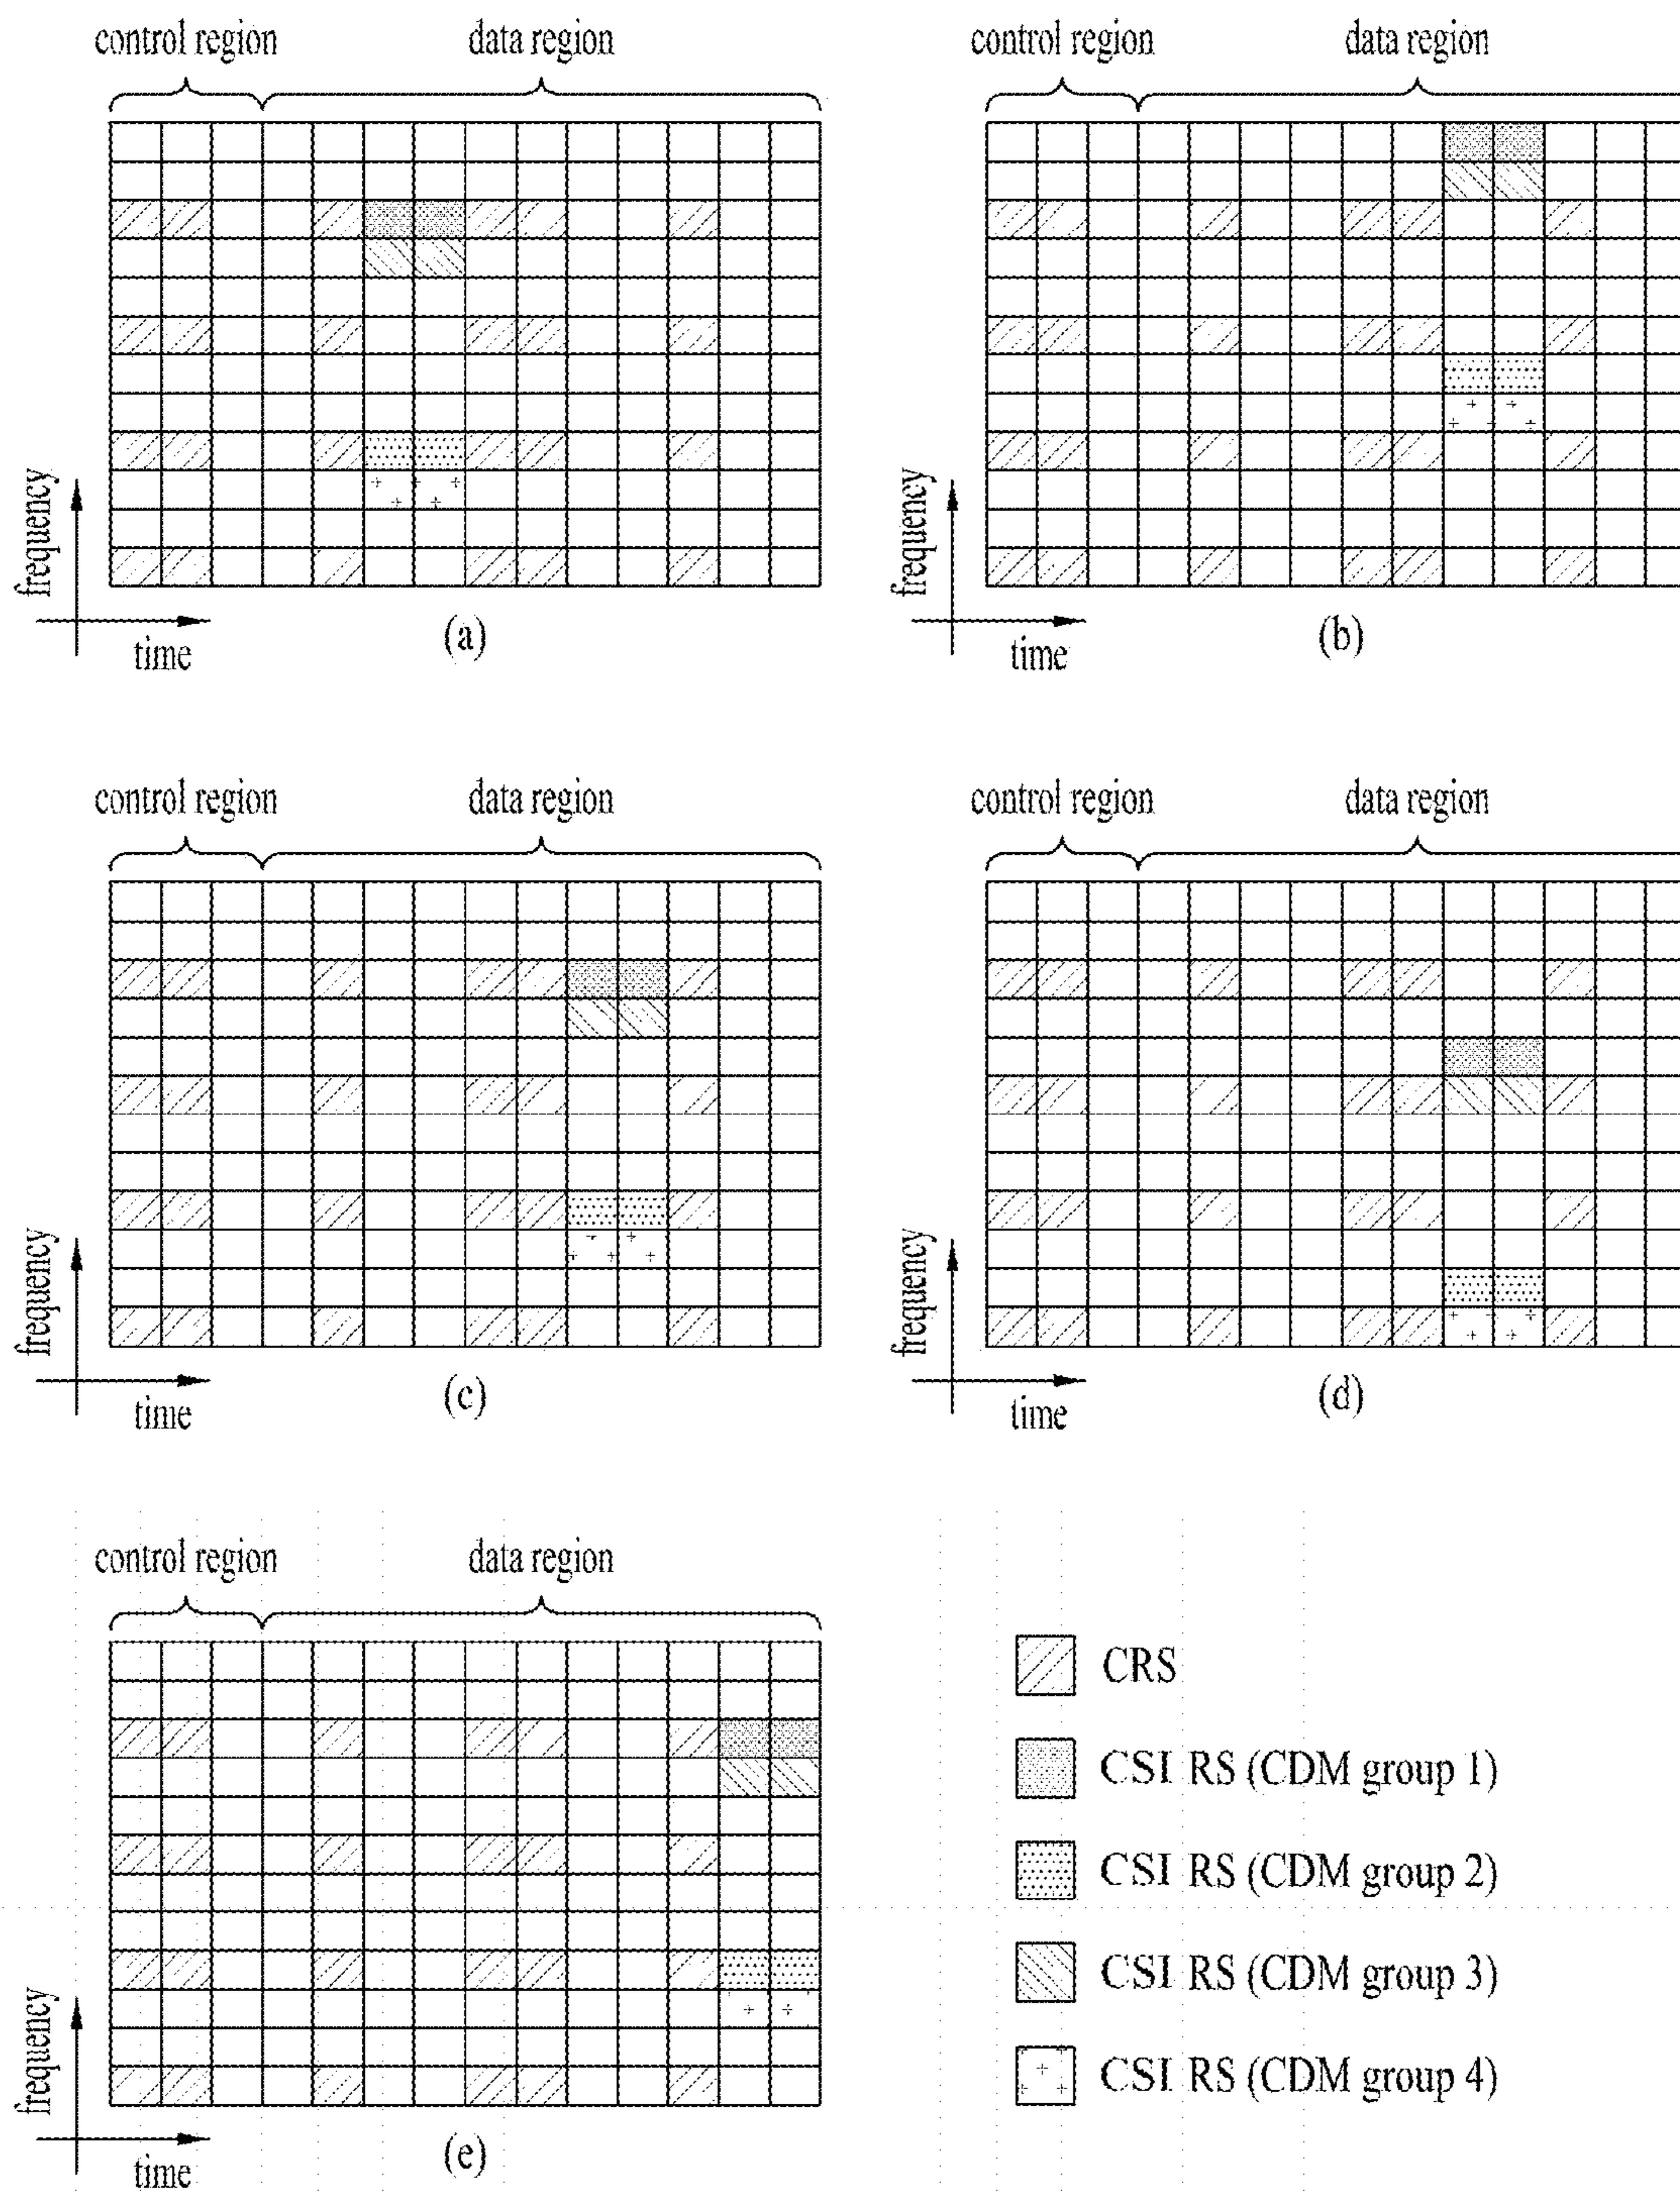 control region data region
frequency
time
(a)
control region data region
frequency
time
(b)
control region data region
frequency
time
(c)
control region data region
frequency
time
(d)
control region data region
frequency
time
(e)
CRS
CSI RS (CDM group 1)
CSI RS (CDM group 2)
CSI RS (CDM group 3)
CSI RS (CDM group 4)